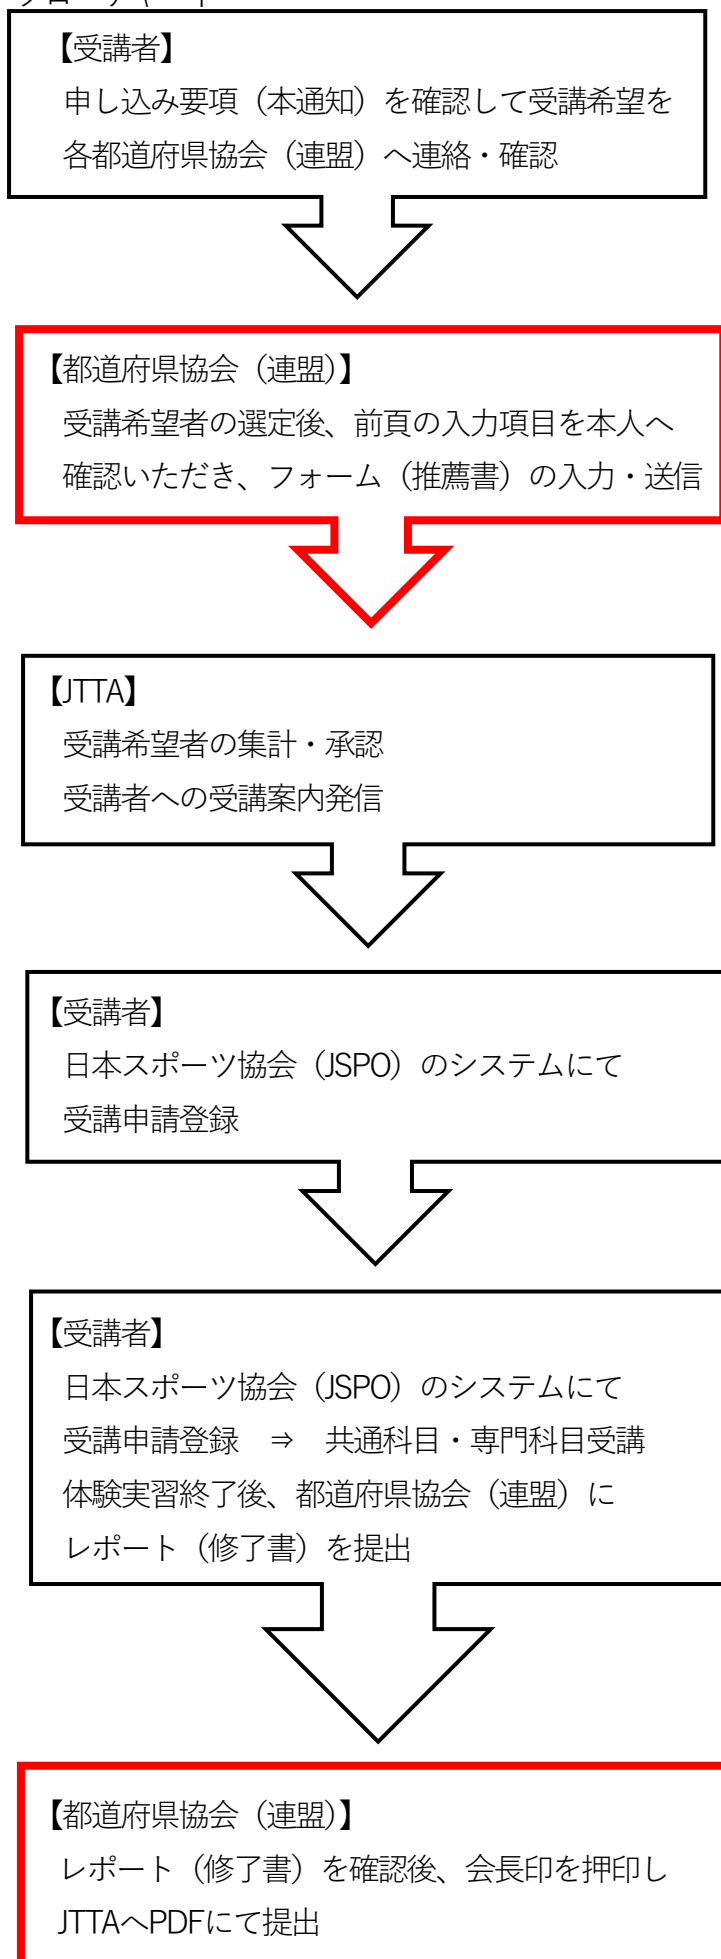 【受講者】
申し込み要項（本通知）を確認して受講希望を
各都道府県協会（連盟）へ連絡・確認
【都道府県協会（連盟）】
受講希望者の選定後、前頁の入力項目を本人へ
確認いただき、フォーム（推薦書）の入力・送信
【JTTA】
受講希望者の集計・承認
受講者への受講案内発信
【受講者】
日本スポーツ協会（JSPO）のシステムにて
受講申請登録
【受講者】
日本スポーツ協会（JSPO）のシステムにて
受講申請登録　⇒　共通科目・専門科目受講
体験実習終了後、都道府県協会（連盟）に
レポート（修了書）を提出
【都道府県協会（連盟）】
レポート（修了書）を確認後、会長印を押印し
JTTAへPDFにて提出